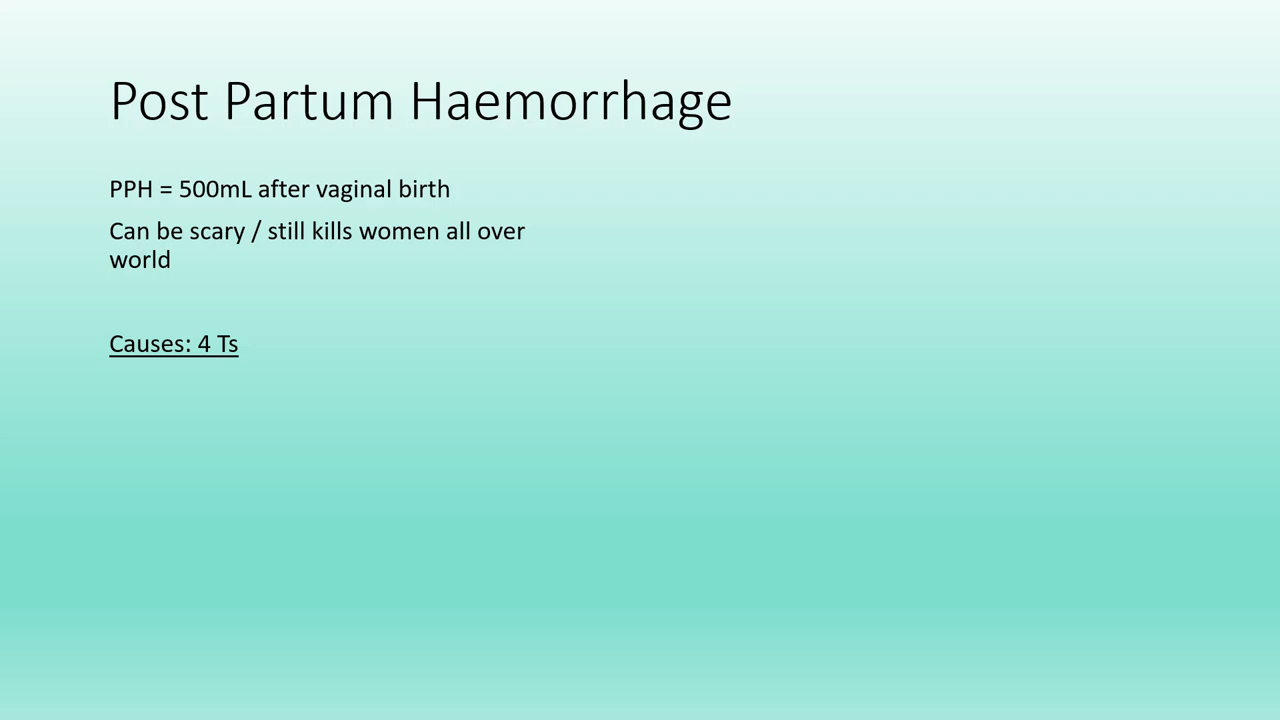 Post Partum Haemorrhage
PPH = 500mL after vaginal birth
Can be scary / still kills women all over
world
Causes: 4 Ts